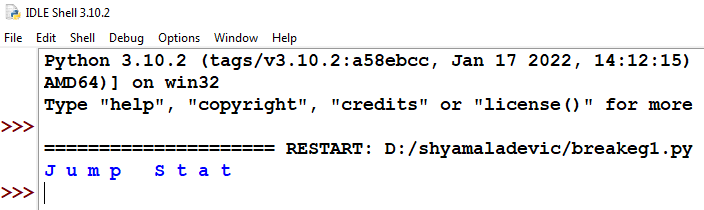 IDLE Shell 3.10.2
File Edit Shell Debug Options Window Help
Python 3.10.2 (tags/v3.10.2:a58ebcc, Jan 17 2022, 14:12:15)
AMD64)] on win32
Type "help", "copyright", "credits" or "license()" for more
>>>
===================== RESTART: D:/shyamaladevic/breakeg1.py
J u m p   S t a t
>>>